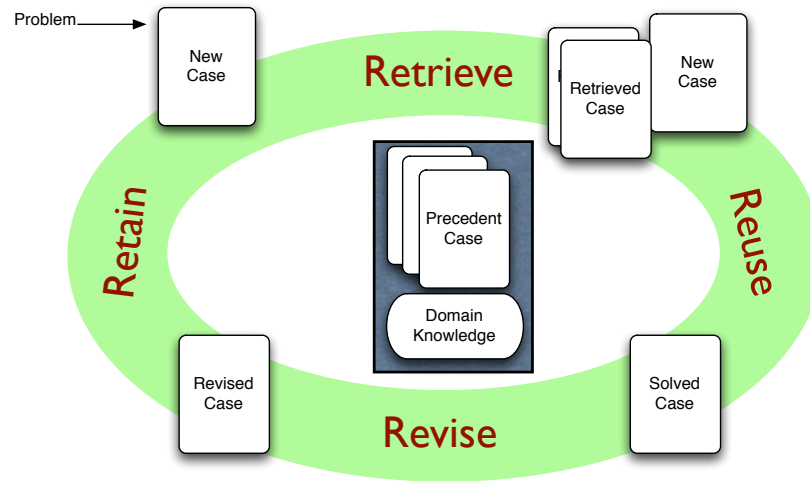 Problem
New
Case
Retrieve
Retrieved
Case
New
Case
Reuse
Precedent
Case
Domain
Knowledge
Retain
Revised
Case
Revise
Solved
Case